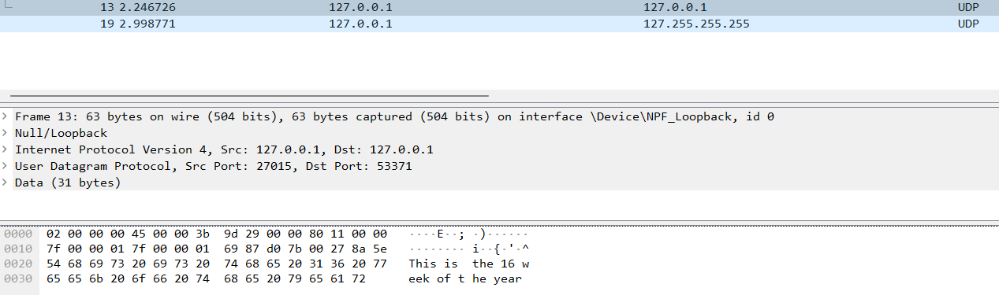 13 2.246726 127.0.0.1 127.0.0.1 UDP
19 2.998771 127.0.0.1 127.255.255.255 UDP
Frame 13: 63 bytes on wire (504 bits), 63 bytes captured (504 bits) on interface \Device\NPF_Loopback, id 0
Null/Loopback
Internet Protocol Version 4, Src: 127.0.0.1, Dst: 127.0.0.1
User Datagram Protocol, Src Port: 27015, Dst Port: 53371
Data (31 bytes)
0000 02 00 00 00 45 00 00 3b 9d 29 00 00 80 11 00 00 ····E··; ·)······
0010 7f 00 00 01 7f 00 00 01 69 87 d0 7b 00 27 8a 5e ········ i··{·'·^
0020 54 68 69 73 20 69 73 20 74 68 65 20 31 36 20 77 This is  the 16 w
0030 65 65 6b 20 6f 66 20 74 68 65 20 79 65 61 72 eek of t he year